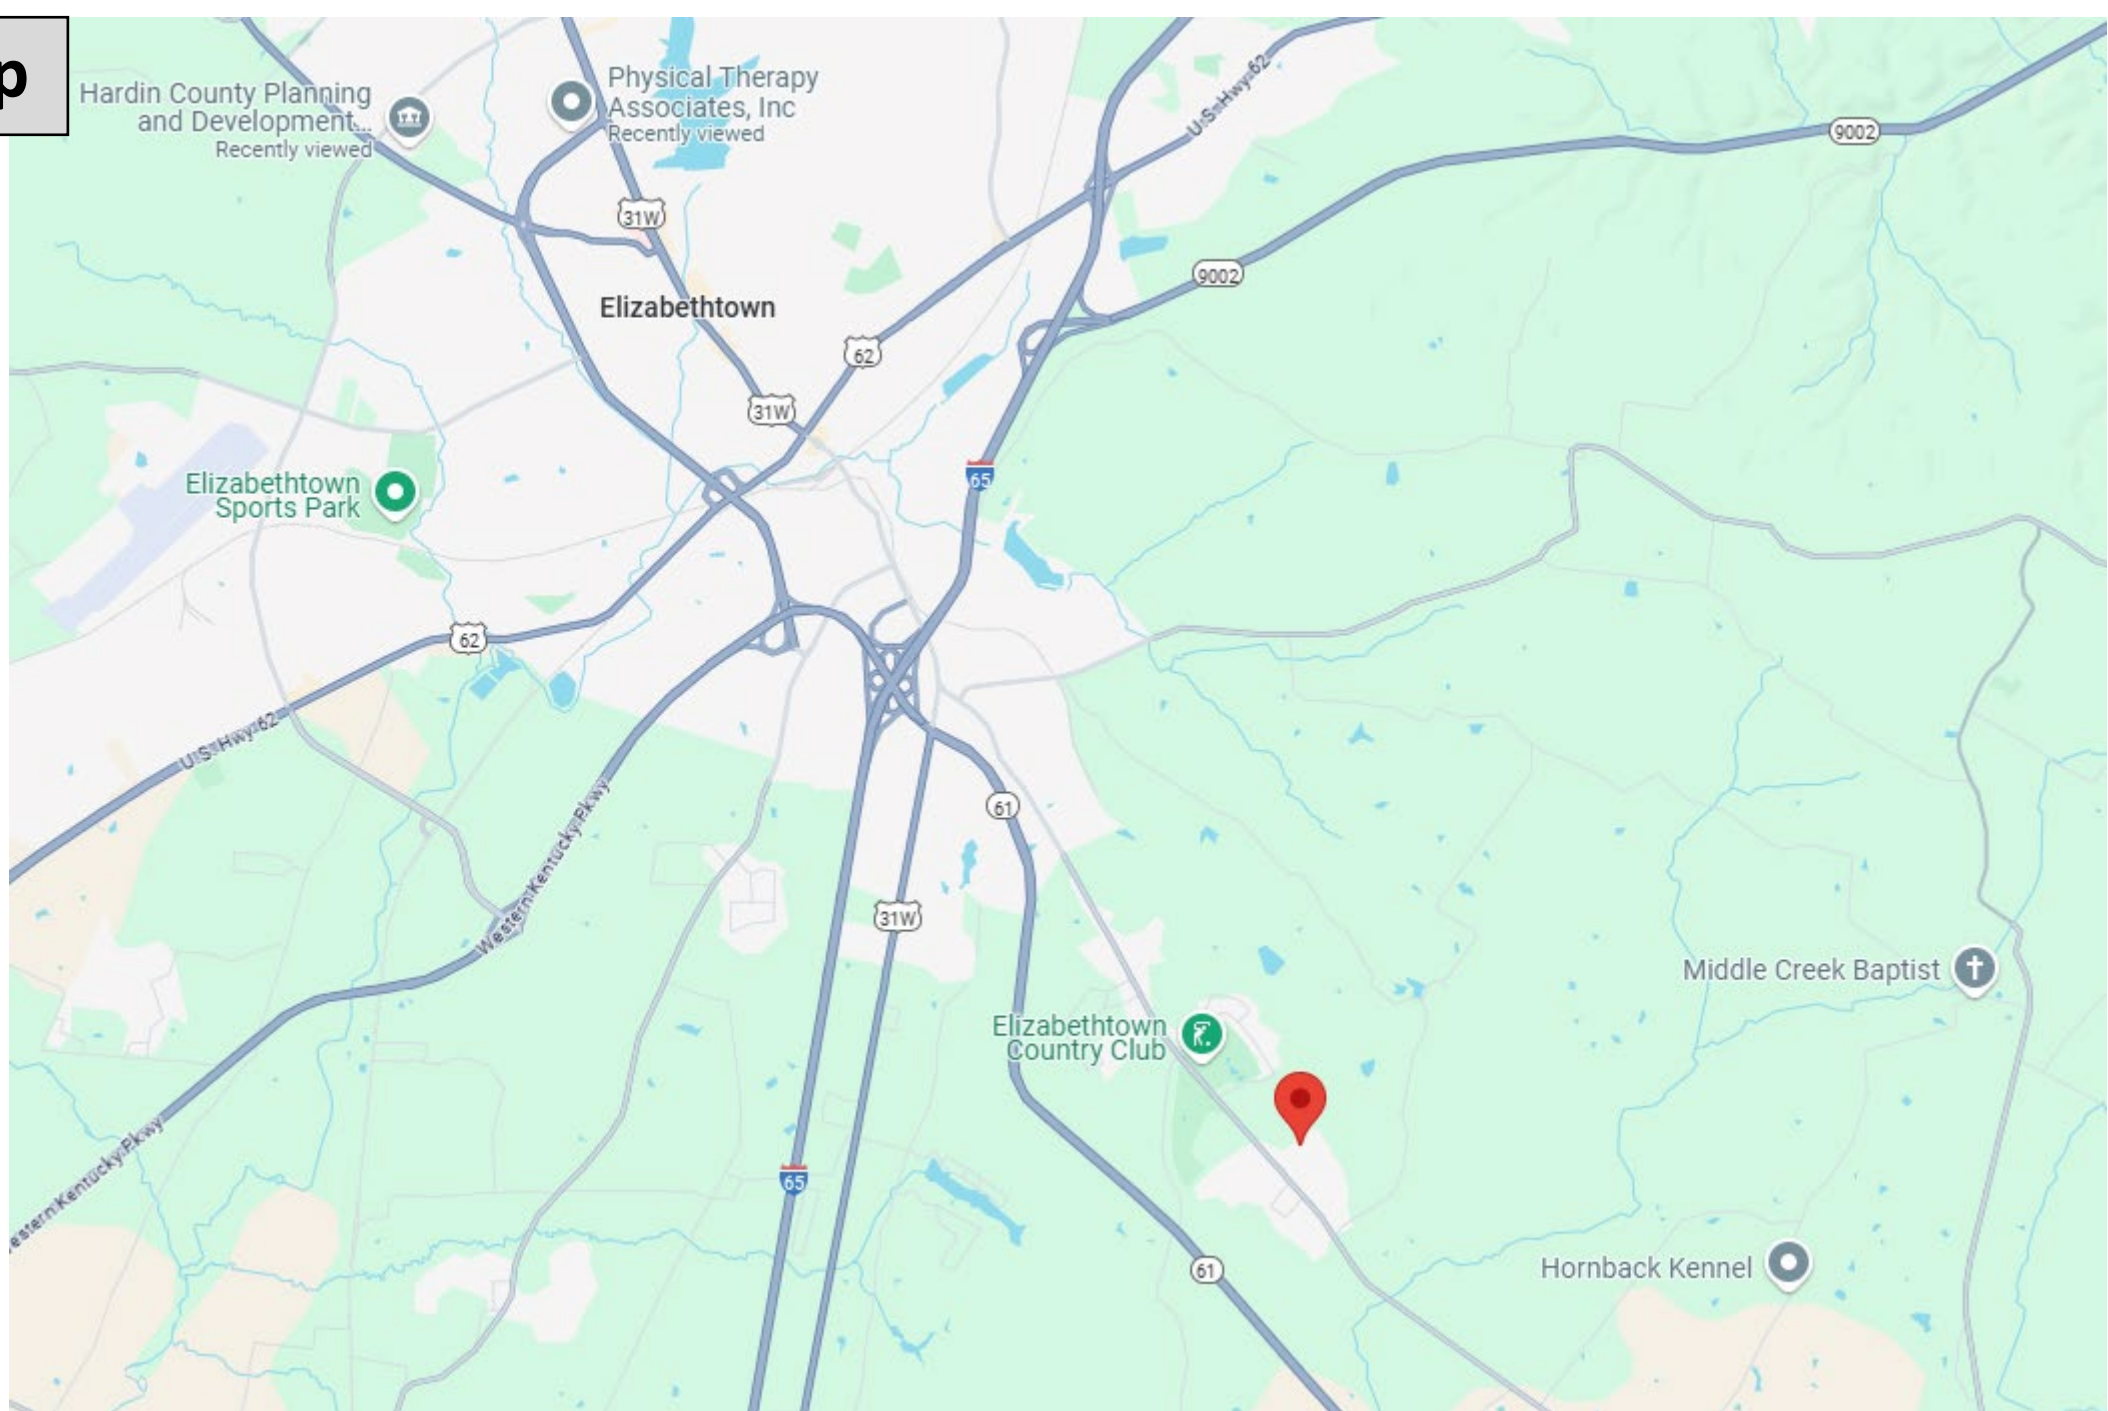 p
Hardin County Planning
and Development...
Recently viewed
Physical Therapy
Associates, Inc
Recently viewed
U.S. Hwy 62
9002
31W
9002
Elizabethtown
62
31W
65
Elizabethtown
Sports Park
62
U.S. Hwy 62
61
Western Kentucky Pkwy
31W
Middle Creek Baptist
Elizabethtown
Country Club
estern Kentucky Pkwy
65
Hornback Kennel
61